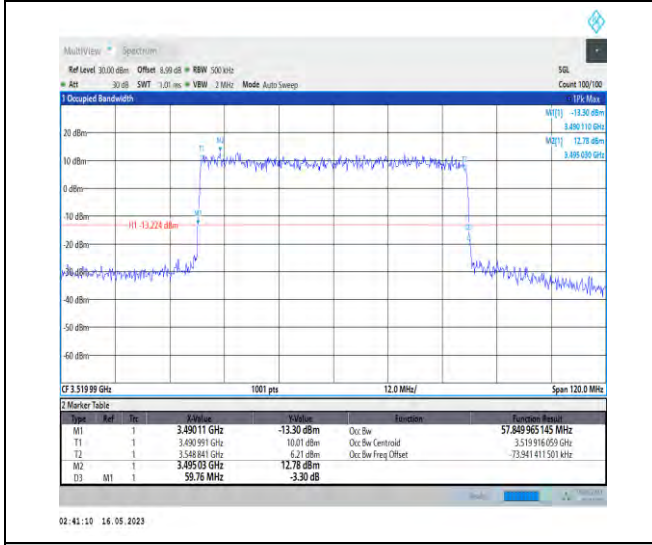 MultiView Spectrum
Ref Level 30.00 dBm Offset 8.99 dB RBW 500 kHz SGL
Att 30 dB SWT 1.01 ms VBW 2 MHz Mode Auto Sweep Count 100/100
1 Occupied Bandwidth 1Pk Max
M1[1] -13.30 dBm
3.490 110 GHz
M2[1] 12.78 dBm
3.495 030 GHz
20 dBm
T1 M2 T2
10 dBm
0 dBm
-10 dBm
M1
H1 -13.224 dBm
D3
-20 dBm
-30 dBm
-40 dBm
-50 dBm
-60 dBm
CF 3.519 99 GHz 1001 pts 12.0 MHz/ Span 120.0 MHz
2 Marker Table
Type Ref Trc X-Value Y-Value Function Function Result
M1 1 3.490 11 GHz -13.30 dBm Occ Bw 57.849 965 145 MHz
T1 1 3.490 991 GHz 10.01 dBm Occ Bw Centroid 3.519 916 059 GHz
T2 1 3.548 841 GHz 6.21 dBm Occ Bw Freq Offset -73.941 411 501 kHz
M2 1 3.495 03 GHz 12.78 dBm
D3 M1 1 59.76 MHz -3.30 dB
02:41:10 16.05.2023